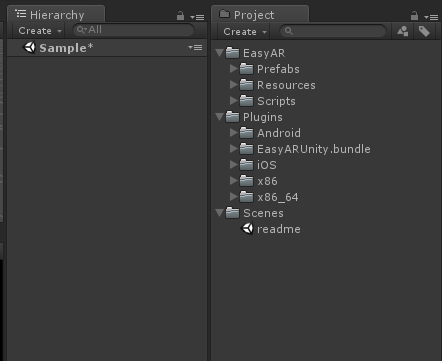 Hierarchy
Create
All
Sample*
Project
Create
EasyAR
Prefabs
Resources
Scripts
Plugins
Android
EasyARUnity.bundle
iOS
x86
x86_64
Scenes
readme